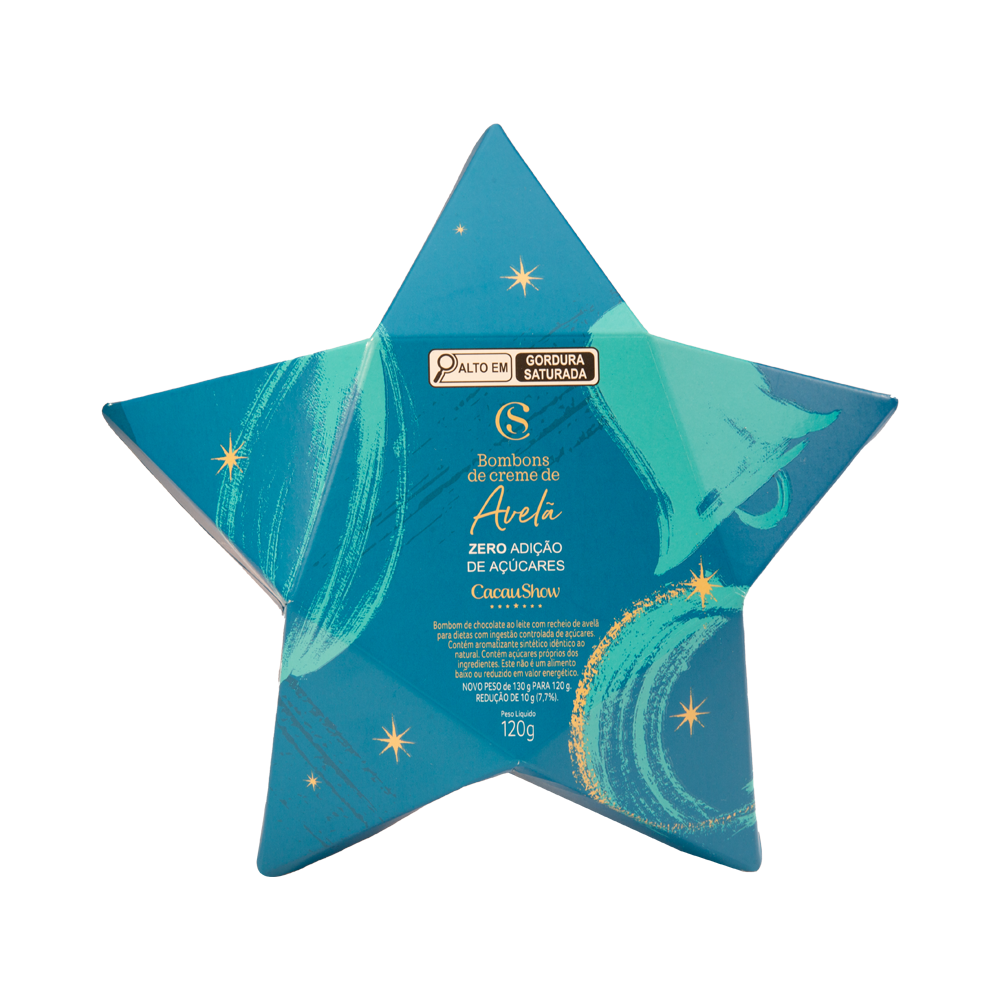 ALTO EM
GORDURA
SATURADA
CS
Bombons
de creme de
Avelã
ZERO ADIÇÃO
DE AÇÚCARES
CacauShow
Bombom de chocolate ao leite com recheio de avelã
para dietas com ingestão controlada de açúcares.
Contém aromatizante sintético idêntico ao
natural. Contém açúcares próprios dos
ingredientes. Este não é um alimento
baixo ou reduzido em valor energético.
NOVO PESO de 130 g PARA 120 g.
REDUÇÃO DE 10 g (7,7%).
Peso Líquido
120g